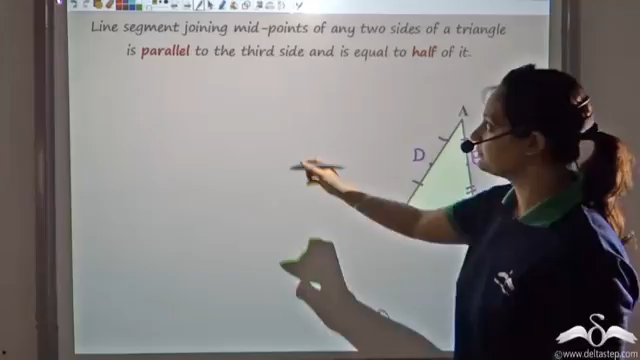 Line segment joining mid-points of any two sides of a triangle
is parallel to the third side and is equal to half of it.
A
D
©www.deltastep.com